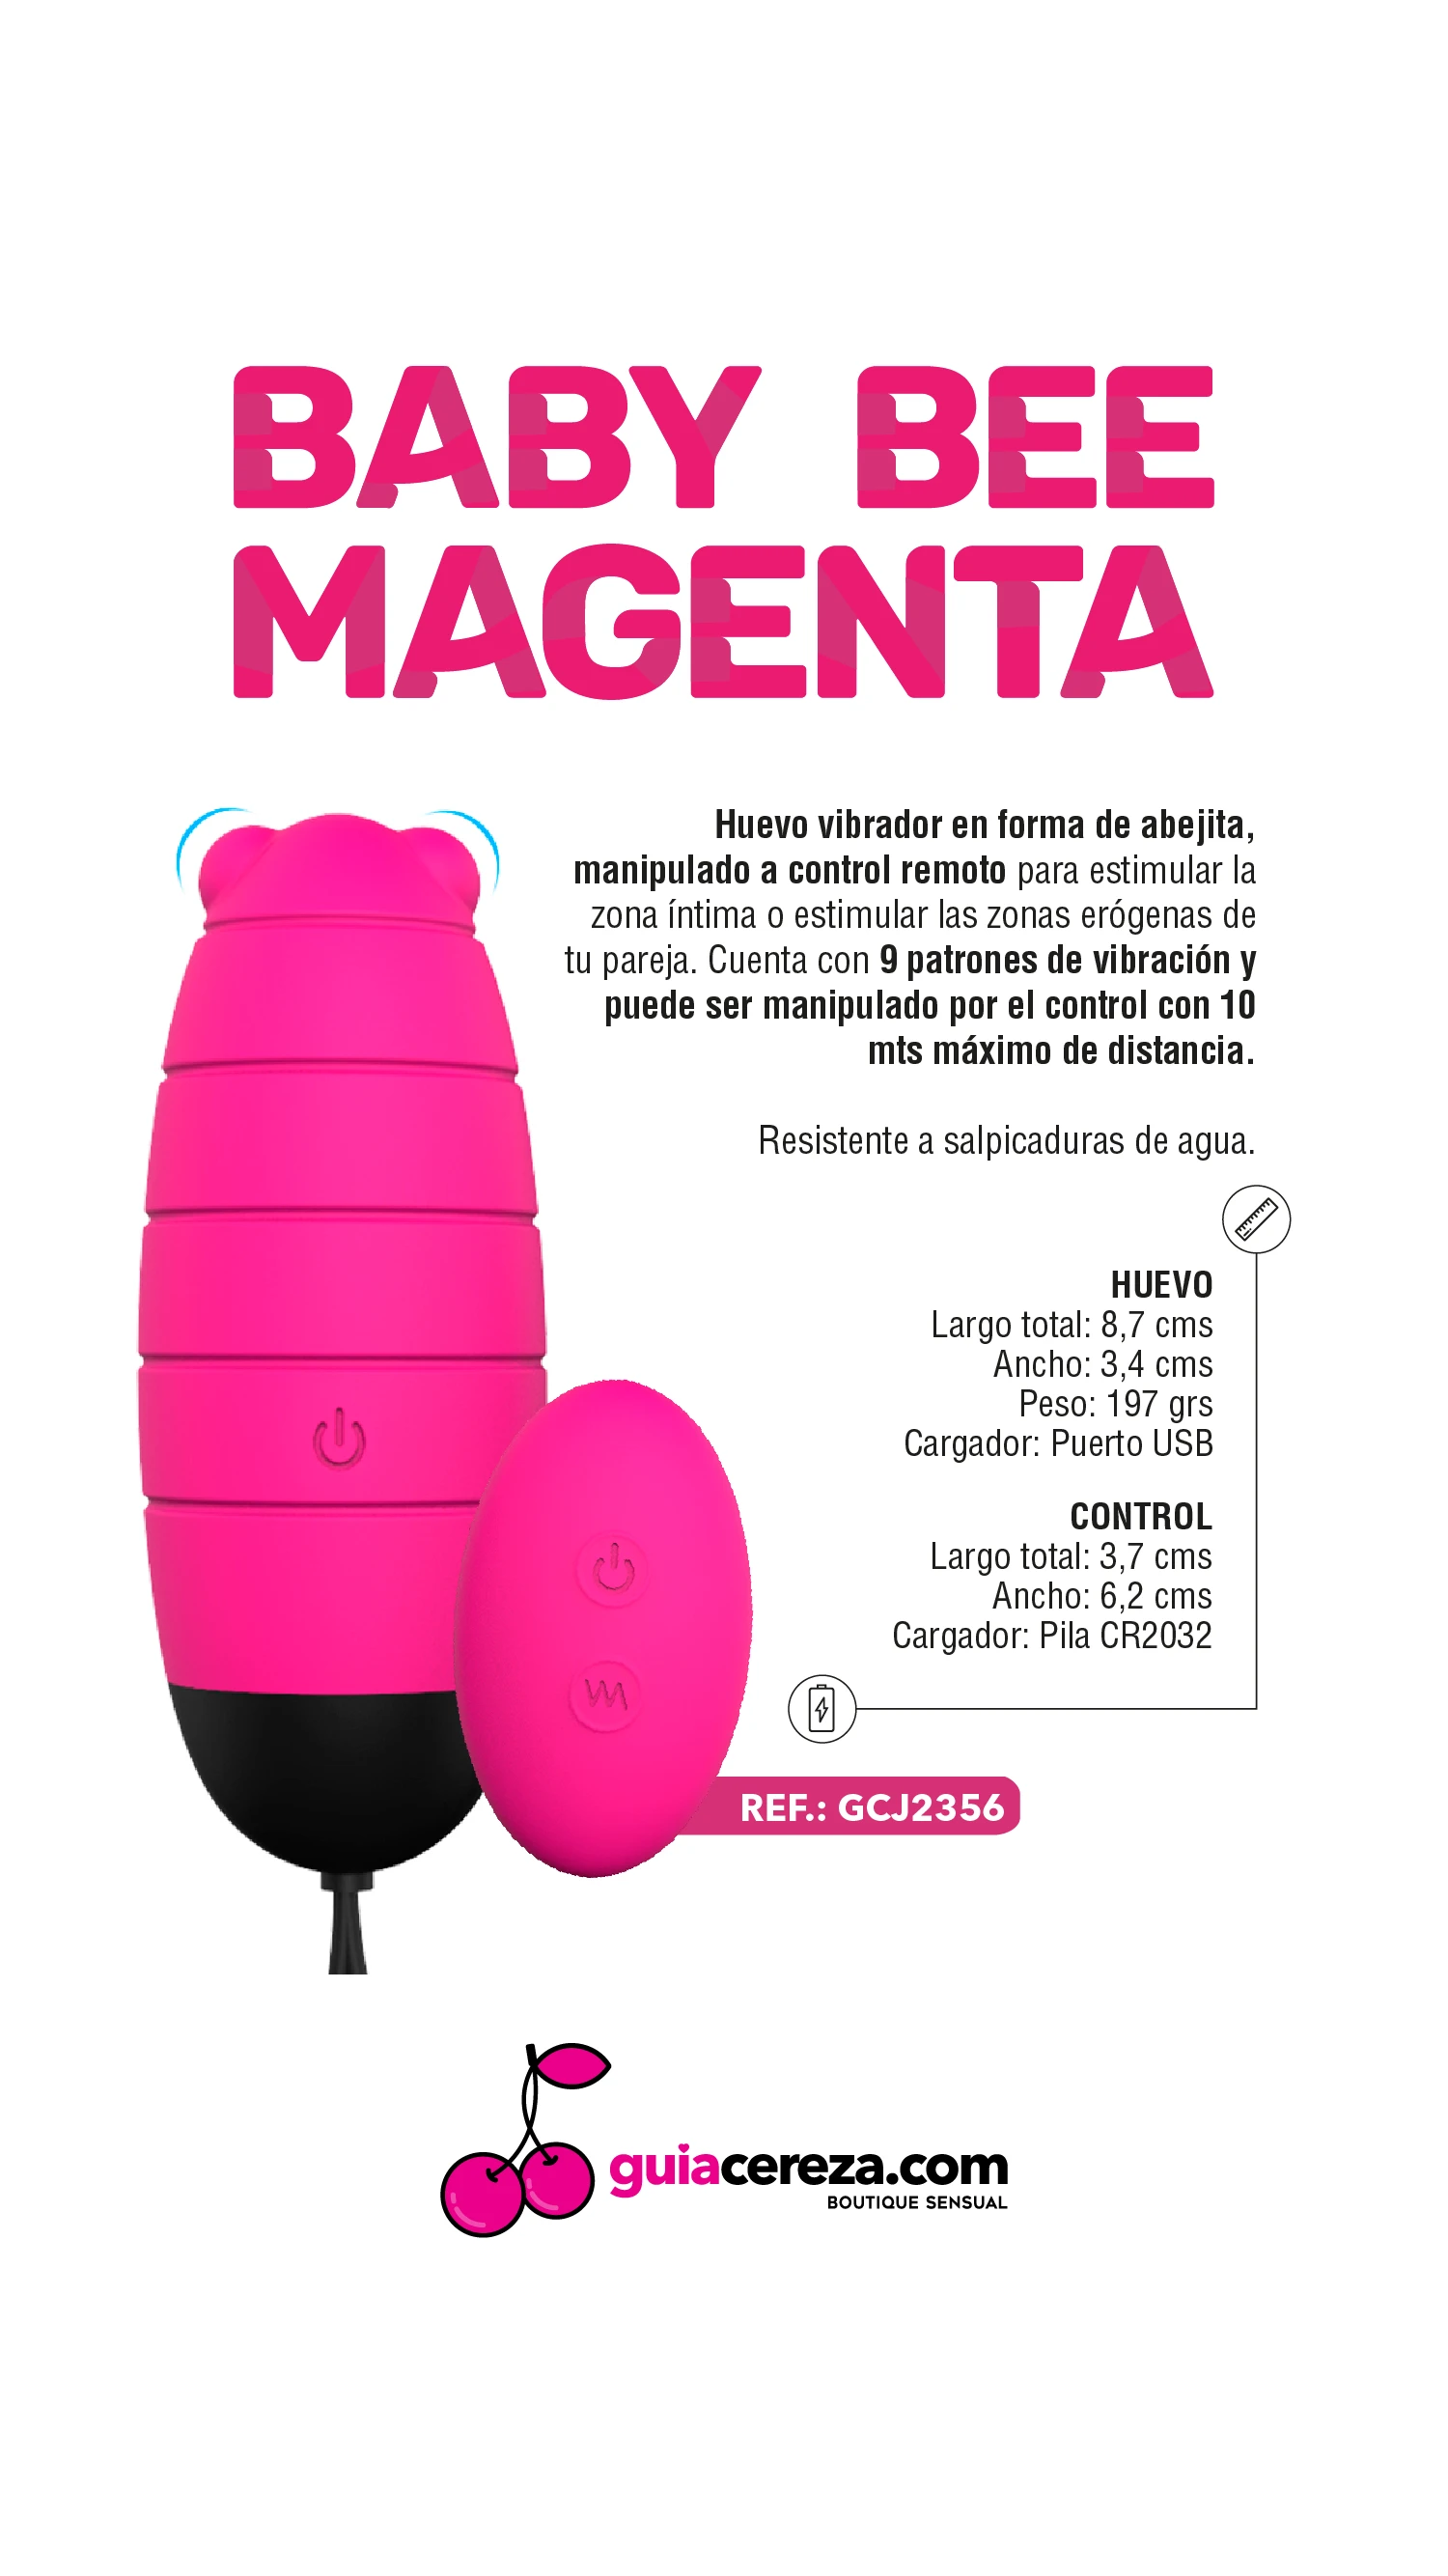 BABY BEE
MAGENTA
Huevo vibrador en forma de abejita,
manipulado a control remoto para estimular la
zona íntima o estimular las zonas erógenas de
tu pareja. Cuenta con 9 patrones de vibración y
puede ser manipulado por el control con 10
mts máximo de distancia.
Resistente a salpicaduras de agua.
HUEVO
Largo total: 8,7 cms
Ancho: 3,4 cms
Peso: 197 grs
Cargador: Puerto USB
CONTROL
Largo total: 3,7 cms
Ancho: 6,2 cms
Cargador: Pila CR2032
REF.: GCJ2356
guiacereza.com
BOUTIQUE SENSUAL